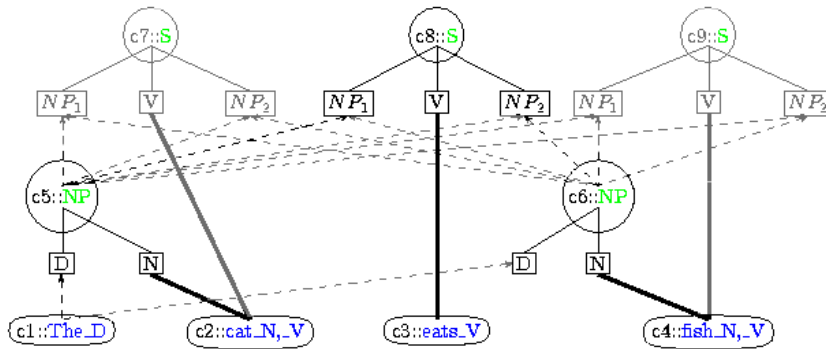 c7::S c8::S c9::S
NP1 V NP2 NP1 V NP2 NP1 V NP2
c5::NP c6::NP
D N D N
c1::The_D c2::cat_N,_V c3::eats_V c4::fish_N,_V